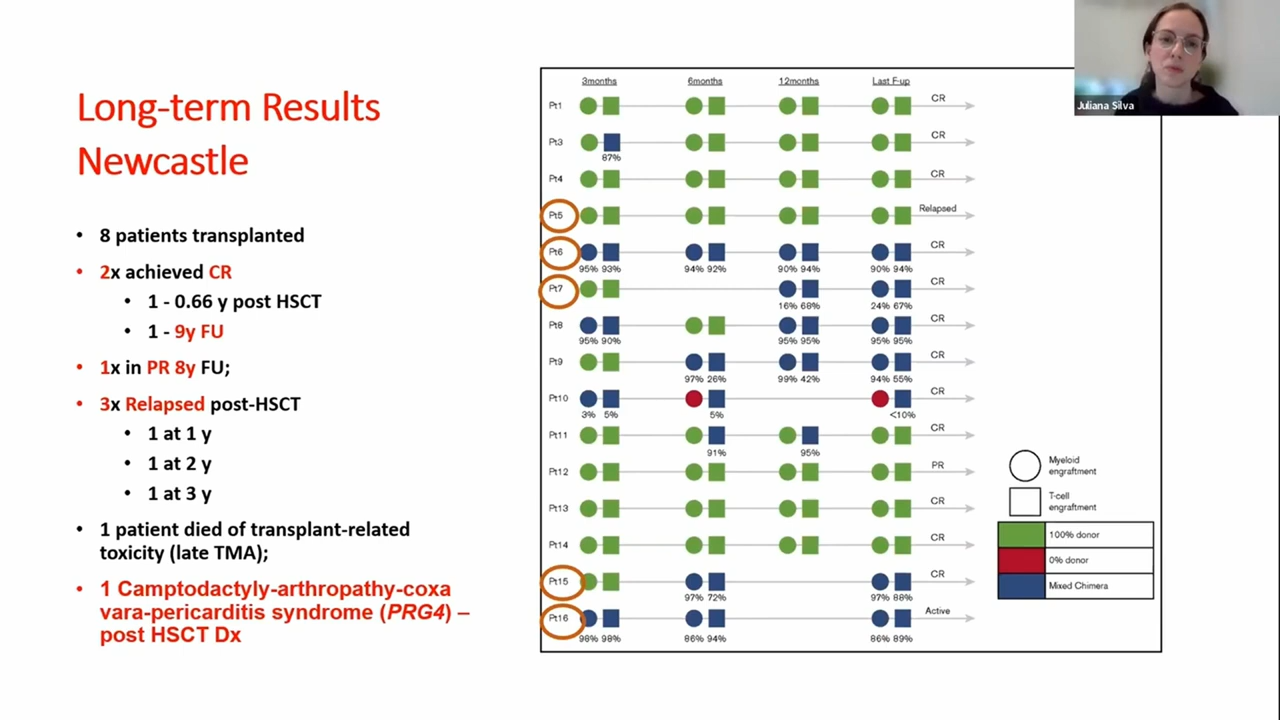 Long-term Results
Newcastle
• 8 patients transplanted
• 2x achieved CR
• 1 - 0.66 y post HSCT
• 1 - 9y FU
• 1x in PR 8y FU;
• 3x Relapsed post-HSCT
• 1 at 1 y
• 1 at 2 y
• 1 at 3 y
• 1 patient died of transplant-related
toxicity (late TMA);
• 1 Camptodactyly-arthropathy-coxa
vara-pericarditis syndrome (PRG4) –
post HSCT Dx
3months 6months 12months Last F-up
Pt1 CR
Pt3 CR
87%
Pt4 CR
Pt5 Relapsed
Pt6 CR
95% 93% 94% 92% 90% 94% 90% 94%
Pt7 CR
16% 68% 24% 67%
Pt8 CR
95% 90% 95% 95% 95% 95%
Pt9 CR
97% 26% 99% 42% 94% 55%
Pt10 CR
3% 5% 5% <10%
Pt11 CR
91% 95%
Pt12 PR
Pt13 CR
Pt14 CR
Pt15 CR
97% 72% 97% 88%
Pt16 Active
98% 98% 86% 94% 86% 89%
Myeloid
engraftment
T-cell
engraftment
100% donor
0% donor
Mixed Chimera
Juliana Silva